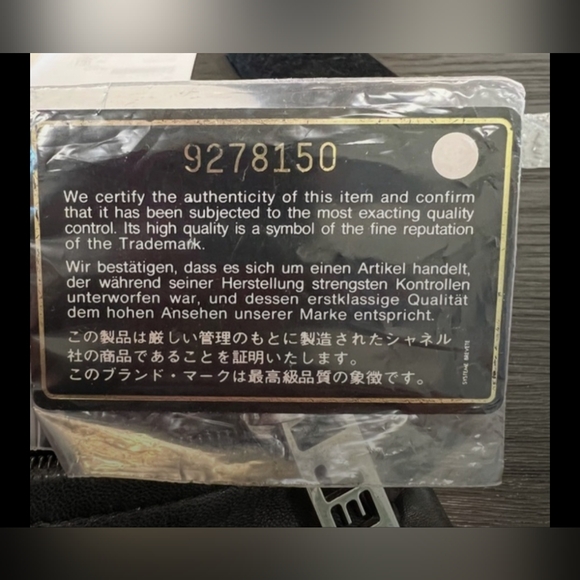 9278150
We certify the authenticity of this item and confirm
that it has been subjected to the most exacting quality
control. Its high quality is a symbol of the fine reputation
of the Trademark.
Wir bestätigen, dass es sich um einen Artikel handelt,
der während seiner Herstellung strengsten Kontrollen
unterworfen war, und dessen erstklassige Qualität
dem hohen Ansehen unserer Marke entspricht.
この製品は厳しい管理のもとに製造されたシャネル
社の商品であることを証明いたします。
このブランド・マークは最高級品質の象徴です。